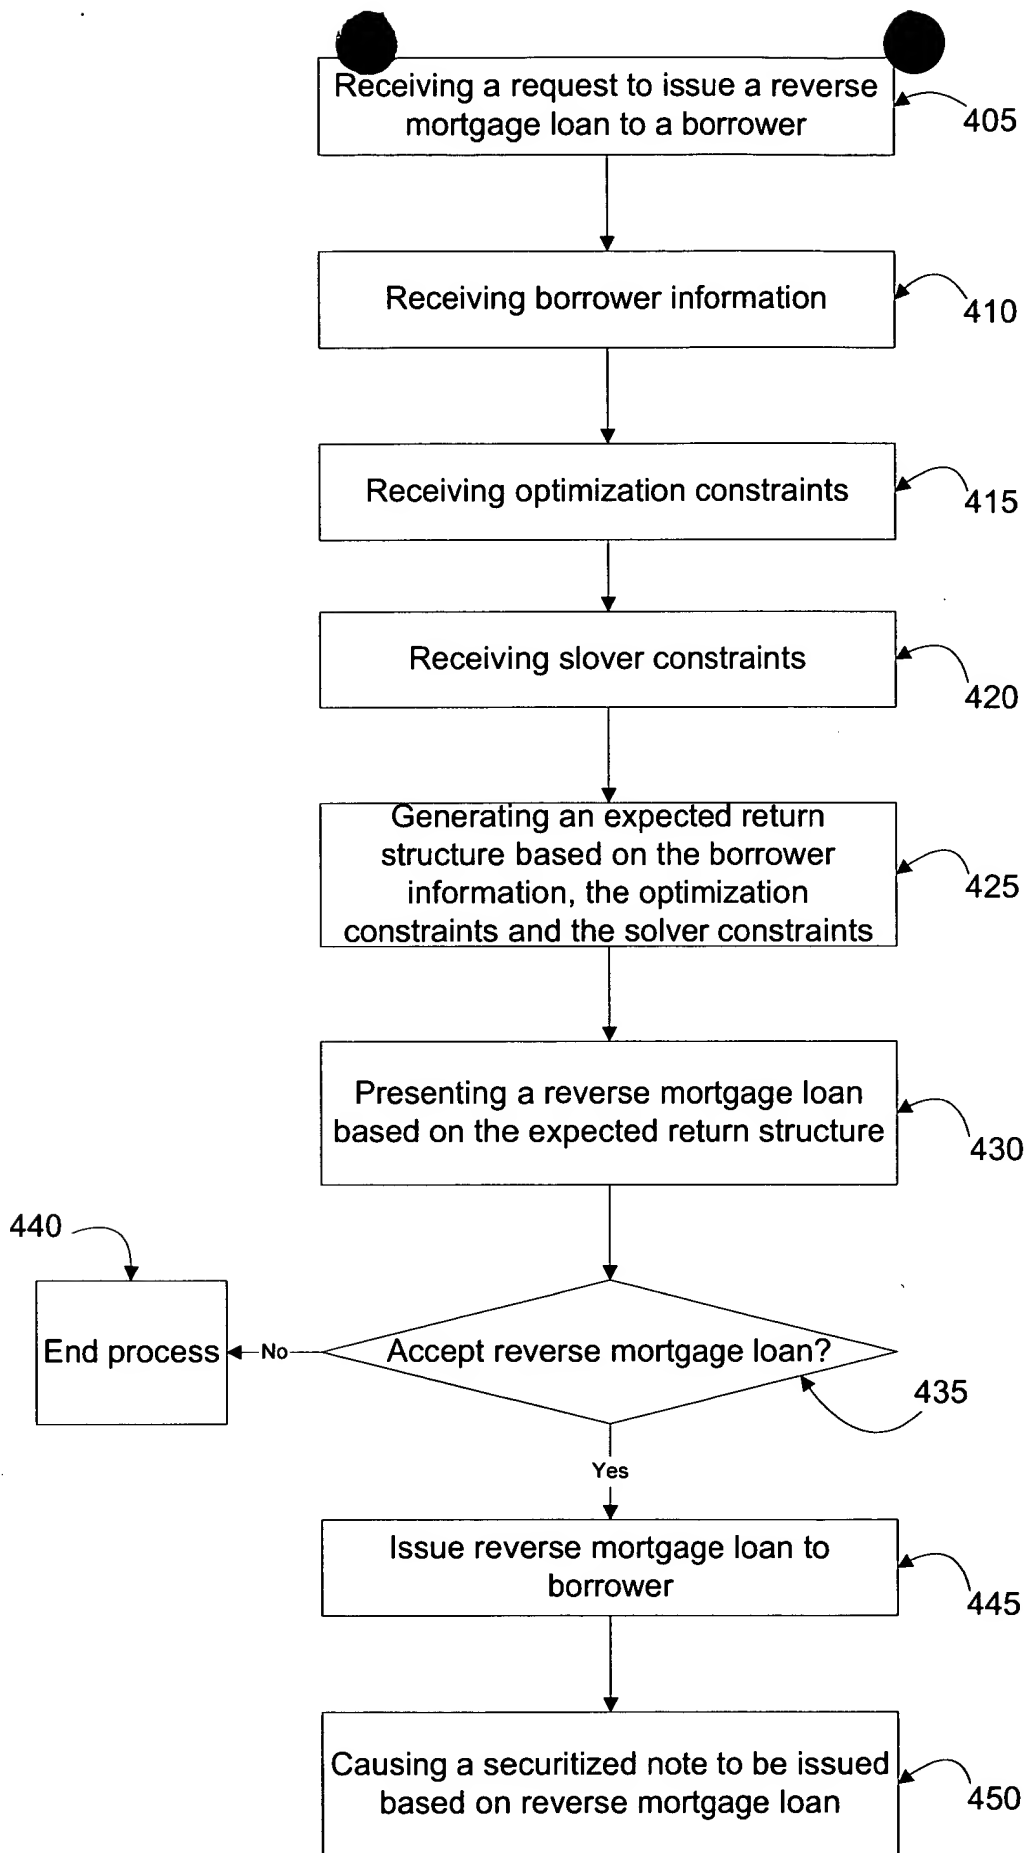 Receiving a request to issue a reverse
mortgage loan to a borrower
405
Receiving borrower information
410
Receiving optimization constraints
415
Receiving slover constraints
420
Generating an expected return
structure based on the borrower
information, the optimization
constraints and the solver constraints
425
Presenting a reverse mortgage loan
based on the expected return structure
430
440
End process
No
Accept reverse mortgage loan?
435
Yes
Issue reverse mortgage loan to
borrower
445
Causing a securitized note to be issued
based on reverse mortgage loan
450